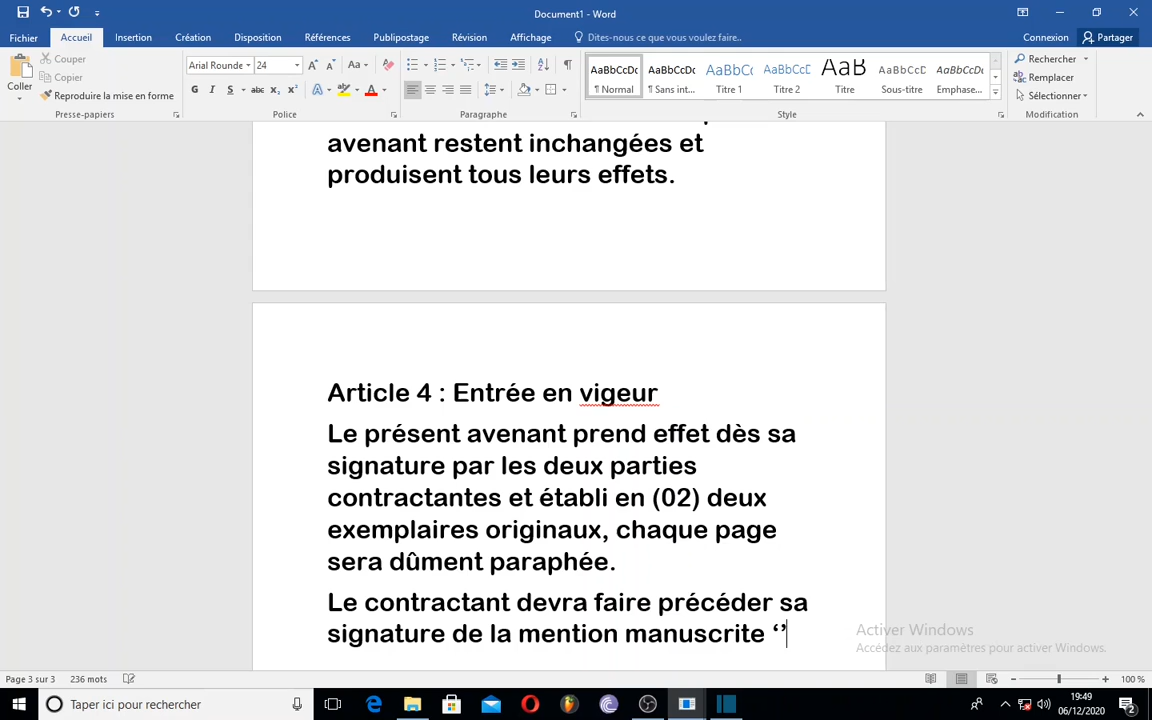 Document1 - Word
Fichier Accueil Insertion Création Disposition Références Publipostage Révision Affichage Dites-nous ce que vous voulez faire.. Connexion Partager
Coller
Couper
Copier
Reproduire la mise en forme
Presse-papiers
Arial Rounde 24 Aa
G I S abc x₂ x² A A
Police
Paragraphe
AaBbCcDc AaBbCcDc AaBbCc AaBbCcE AaB AaBbCcD AaBbCcDc
¶ Normal ¶ Sans int... Titre 1 Titre 2 Titre Sous-titre Emphase...
Style
Rechercher
Remplacer
Sélectionner
Modification
avenant restent inchangées et
produisent tous leurs effets.
Article 4 : Entrée en vigeur
Le présent avenant prend effet dès sa
signature par les deux parties
contractantes et établi en (02) deux
exemplaires originaux, chaque page
sera dûment paraphée.
Le contractant devra faire précéder sa
signature de la mention manuscrite ‘’
Activer Windows
Accédez aux paramètres pour activer Windows.
Page 3 sur 3 236 mots 100 %
Taper ici pour rechercher
19:49
06/12/2020
2